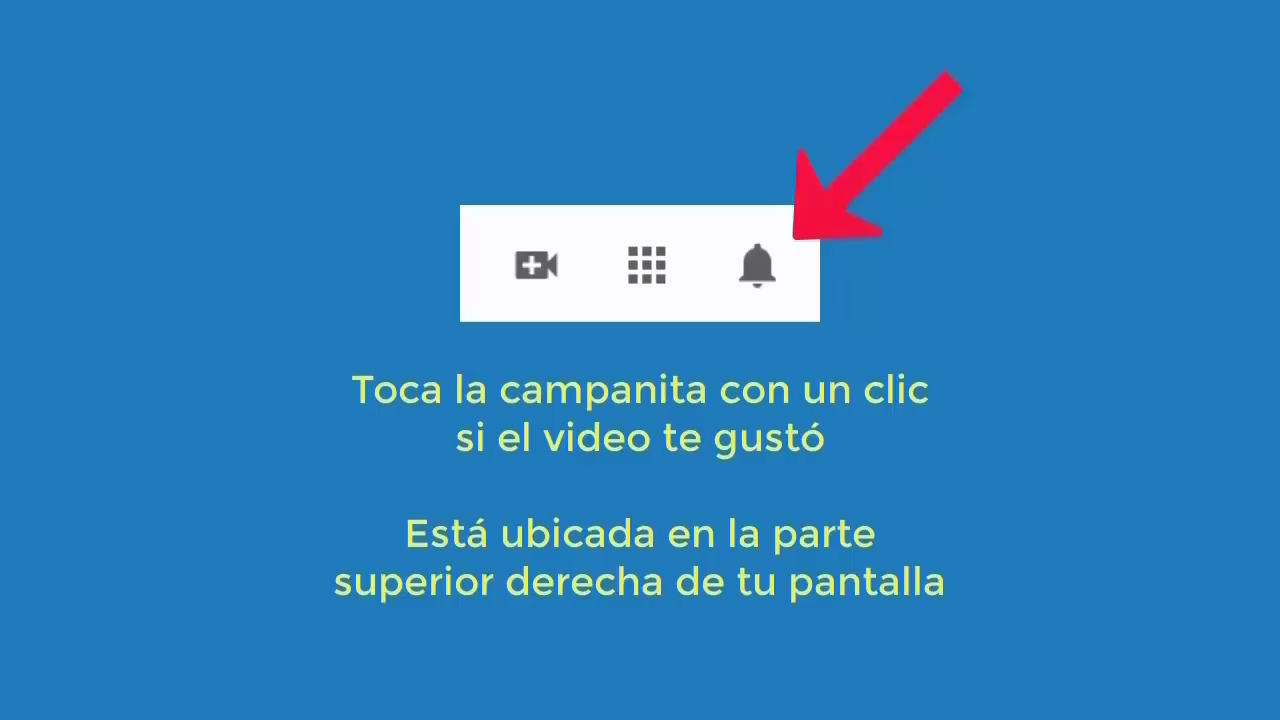 Toca la campanita con un clic
si el video te gustó
Está ubicada en la parte
superior derecha de tu pantalla